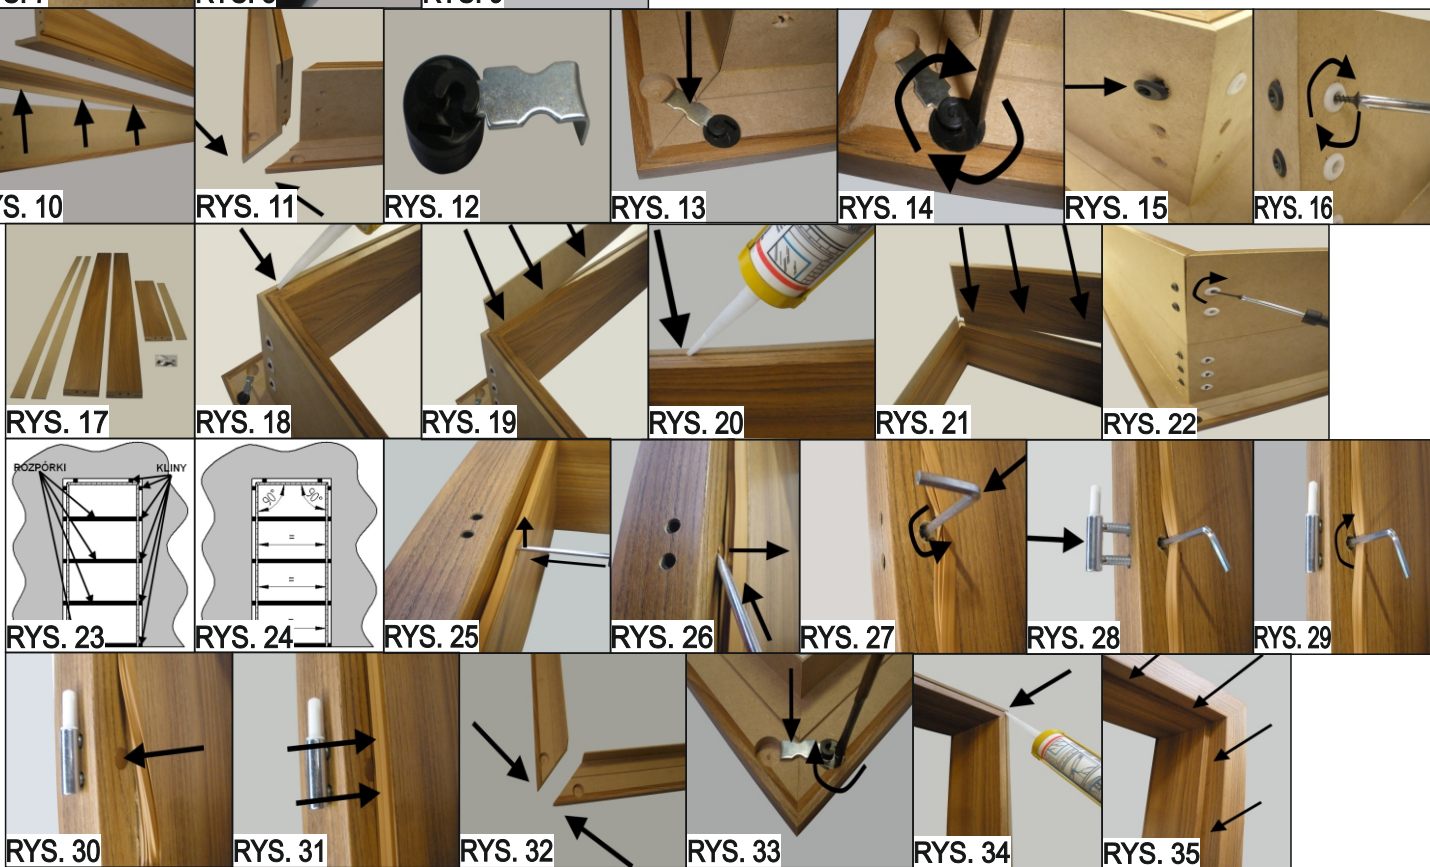 RYS. 11
RYS. 12
RYS. 13
RYS. 14
RYS. 15
RYS. 16
RYS. 17
RYS. 18
RYS. 19
RYS. 20
RYS. 21
RYS. 22
ROZPÓRKI
KLINY
RYS. 23
90°
90°
=
=
=
RYS. 24
RYS. 25
RYS. 26
RYS. 27
RYS. 28
RYS. 29
RYS. 30
RYS. 31
RYS. 32
RYS. 33
RYS. 34
RYS. 35